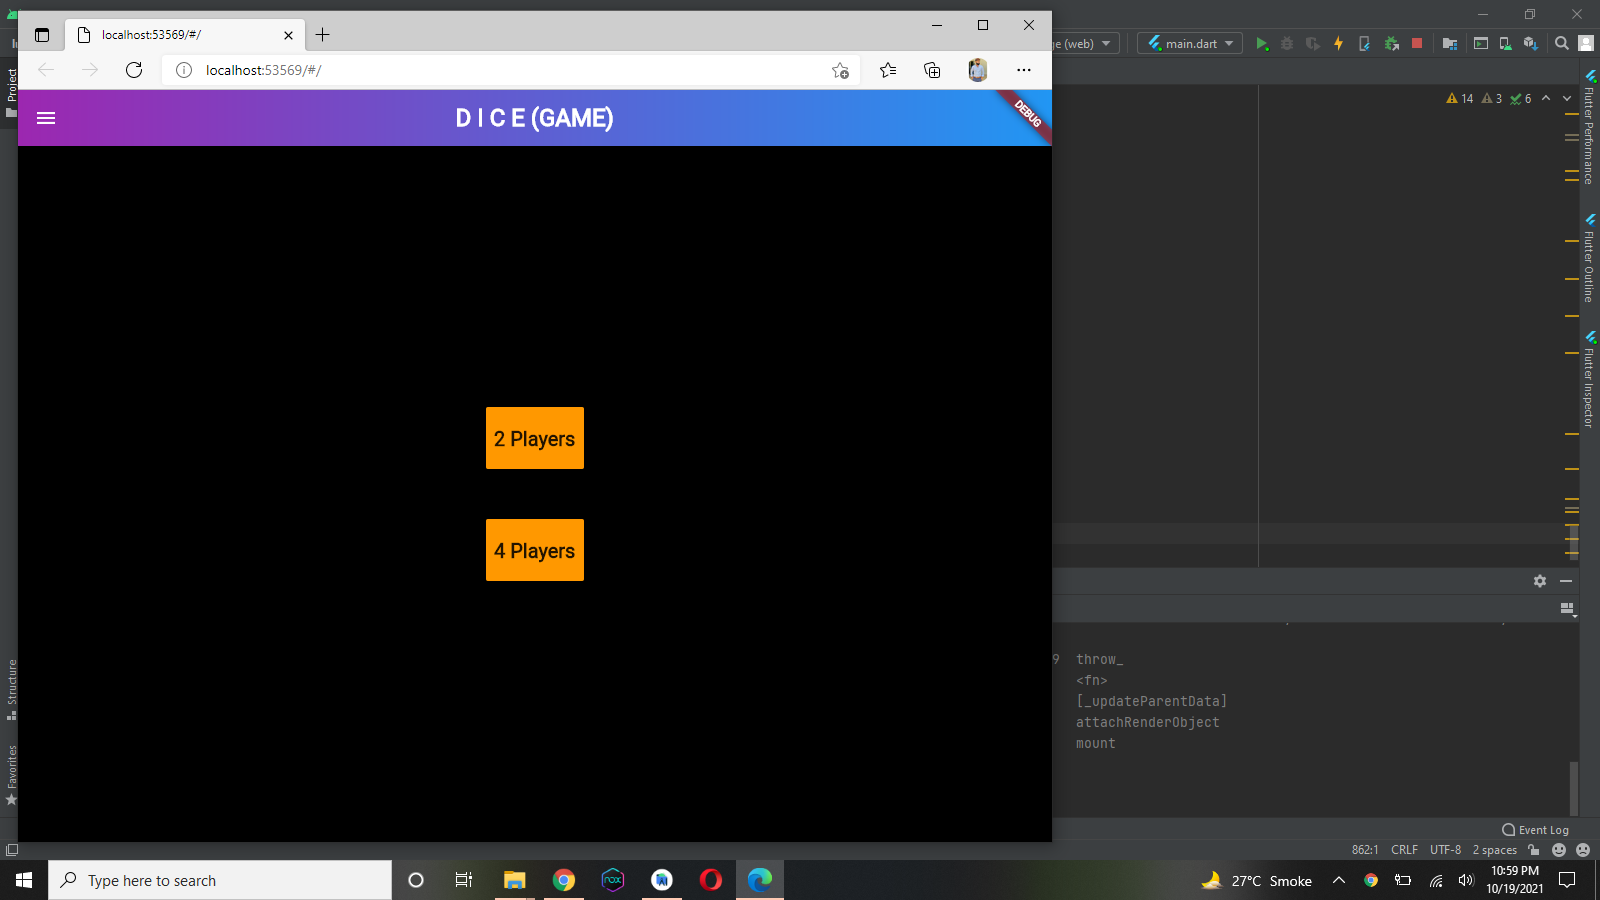 localhost:53569/#/
localhost:53569/#/
D I C E (GAME)
DEBUG
2 Players
4 Players
(web)
main.dart
14 3 6
Project
Structure
Favorites
Flutter Performance
Flutter Outline
Flutter Inspector
9 throw_
<fn>
[_updateParentData]
attachRenderObject
mount
Event Log
862:1 CRLF UTF-8 2 spaces
Type here to search
nox
AI
27°C Smoke
10:59 PM
10/19/2021